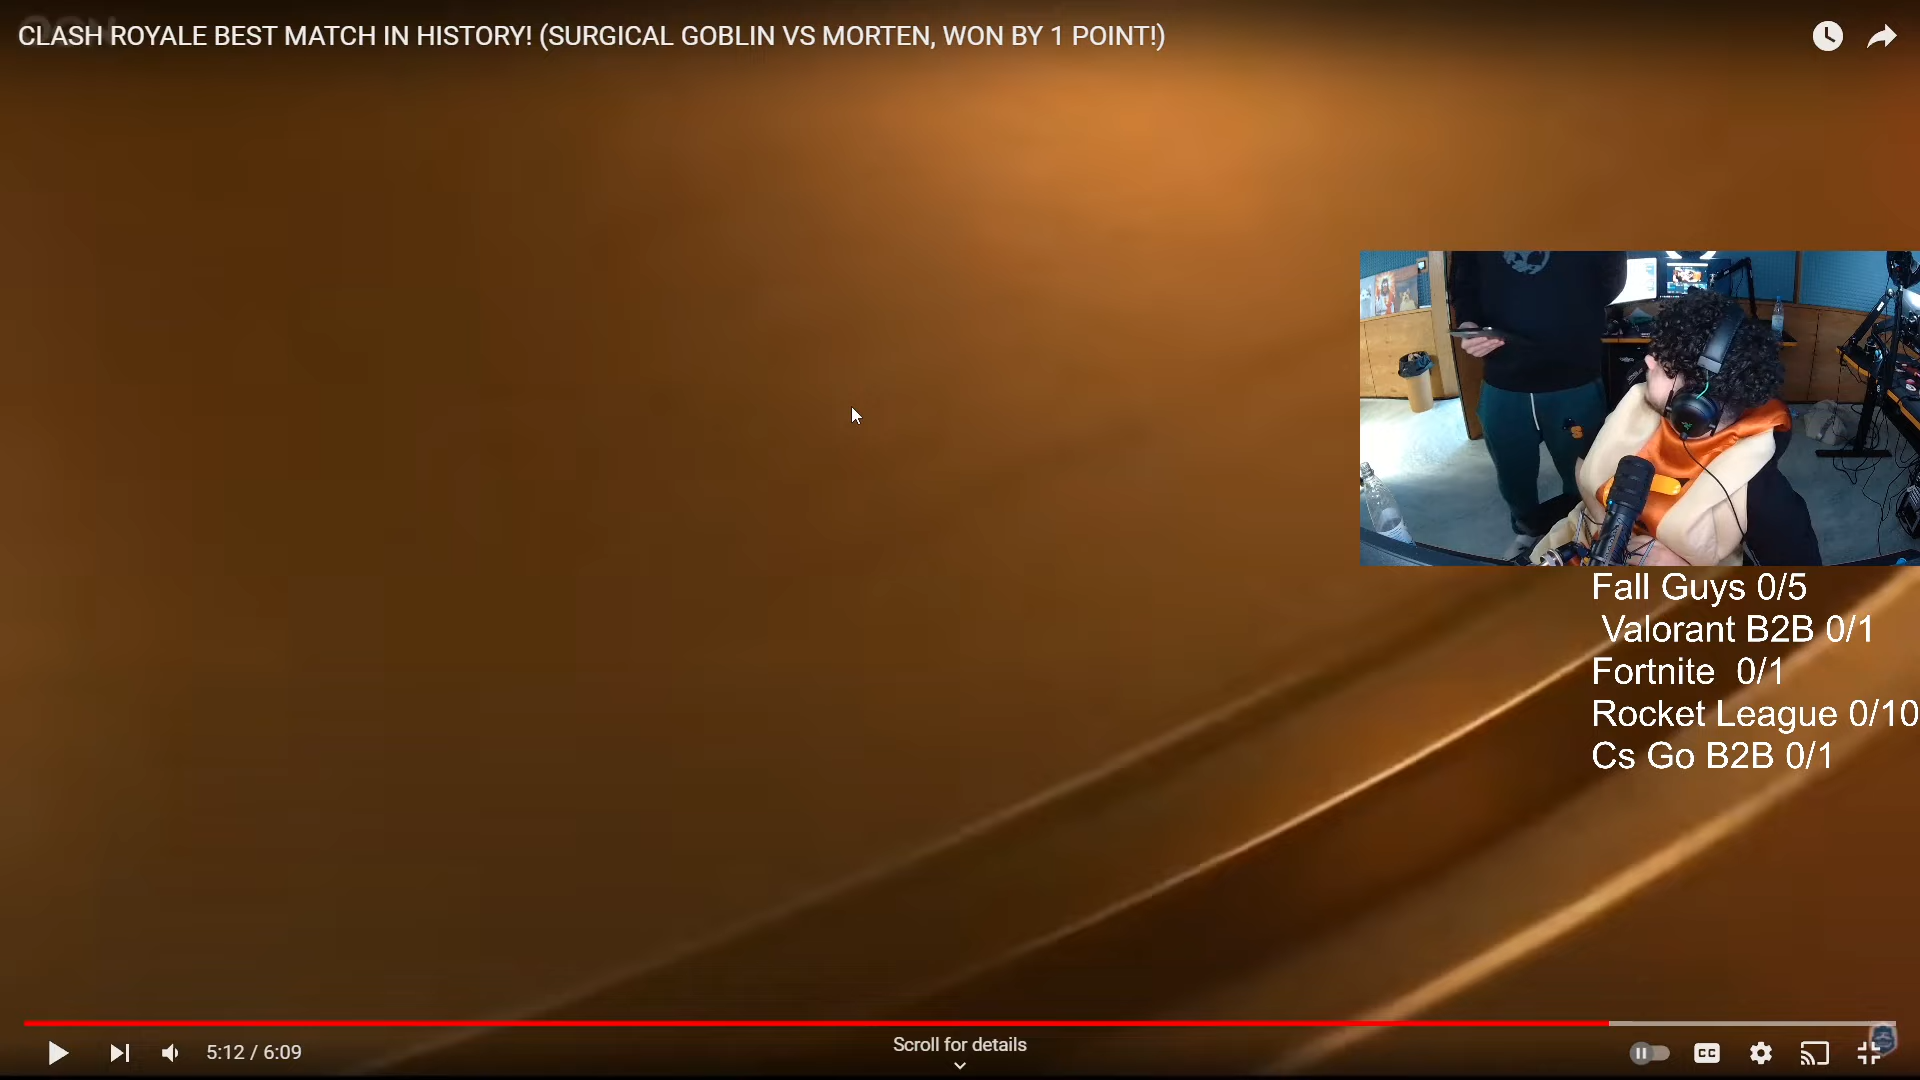 CLASH ROYALE BEST MATCH IN HISTORY! (SURGICAL GOBLIN VS MORTEN, WON BY 1 POINT!)
Fall Guys 0/5
Valorant B2B 0/1
Fortnite 0/1
Rocket League 0/10
Cs Go B2B 0/1
Scroll for details
5:12 / 6:09
CC